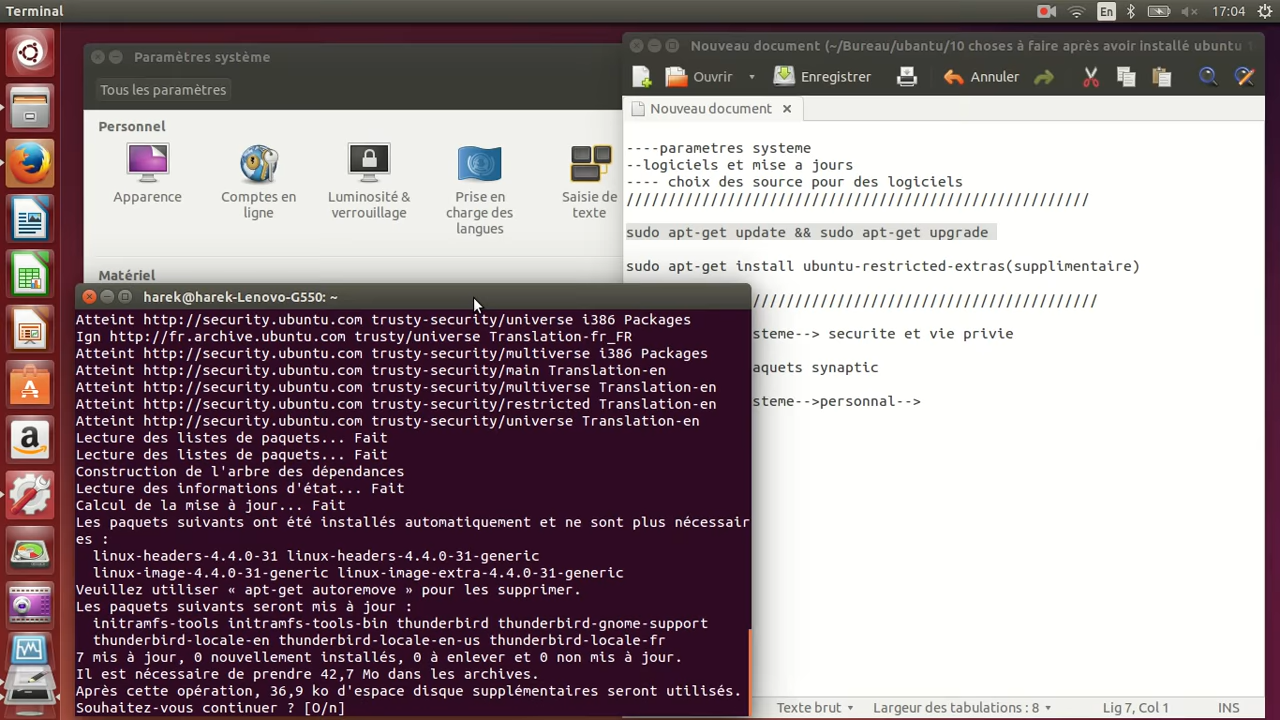 Terminal
En
17:04
Paramètres système
Tous les paramètres
Personnel
Apparence
Comptes en
ligne
Luminosité &
verrouillage
Prise en
charge des
langues
Saisie de
texte
Matériel
Nouveau document (~/Bureau/ubantu/10 choses à faire après avoir installé ubuntu 1
Ouvrir
Enregistrer
Annuler
Nouveau document
----parametres systeme
--logiciels et mise a jours
---- choix des source pour des logiciels
///////////////////////////////////////////////////////
sudo apt-get update && sudo apt-get upgrade
sudo apt-get install ubuntu-restricted-extras(supplimentaire)
/////////////////////////////////////////
steme--> securite et vie privie
aquets synaptic
steme-->personnal-->
Texte brut
Largeur des tabulations : 8
Lig 7, Col 1
INS
harek@harek-Lenovo-G550: ~
Atteint http://security.ubuntu.com trusty-security/universe i386 Packages
Ign http://fr.archive.ubuntu.com trusty/universe Translation-fr_FR
Atteint http://security.ubuntu.com trusty-security/multiverse i386 Packages
Atteint http://security.ubuntu.com trusty-security/main Translation-en
Atteint http://security.ubuntu.com trusty-security/multiverse Translation-en
Atteint http://security.ubuntu.com trusty-security/restricted Translation-en
Atteint http://security.ubuntu.com trusty-security/universe Translation-en
Lecture des listes de paquets... Fait
Lecture des listes de paquets... Fait
Construction de l'arbre des dépendances
Lecture des informations d'état... Fait
Calcul de la mise à jour... Fait
Les paquets suivants ont été installés automatiquement et ne sont plus nécessair
es :
linux-headers-4.4.0-31 linux-headers-4.4.0-31-generic
linux-image-4.4.0-31-generic linux-image-extra-4.4.0-31-generic
Veuillez utiliser « apt-get autoremove » pour les supprimer.
Les paquets suivants seront mis à jour :
initramfs-tools initramfs-tools-bin thunderbird thunderbird-gnome-support
thunderbird-locale-en thunderbird-locale-en-us thunderbird-locale-fr
7 mis à jour, 0 nouvellement installés, 0 à enlever et 0 non mis à jour.
Il est nécessaire de prendre 42,7 Mo dans les archives.
Après cette opération, 36,9 ko d'espace disque supplémentaires seront utilisés.
Souhaitez-vous continuer ? [O/n]